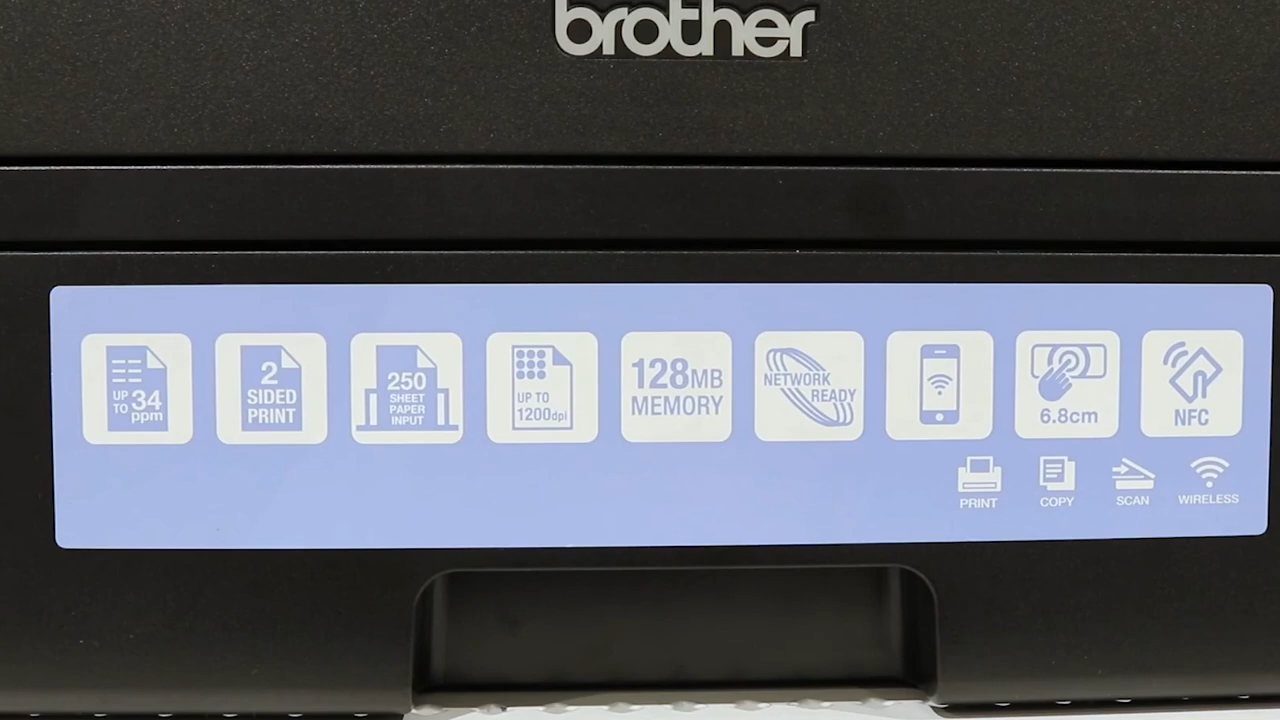 brother
UP TO 34 ppm
2
SIDED
PRINT
250
SHEET
PAPER
INPUT
UP TO
1200dpi
128MB
MEMORY
NETWORK
READY
6.8cm
NFC
PRINT
COPY
SCAN
WIRELESS